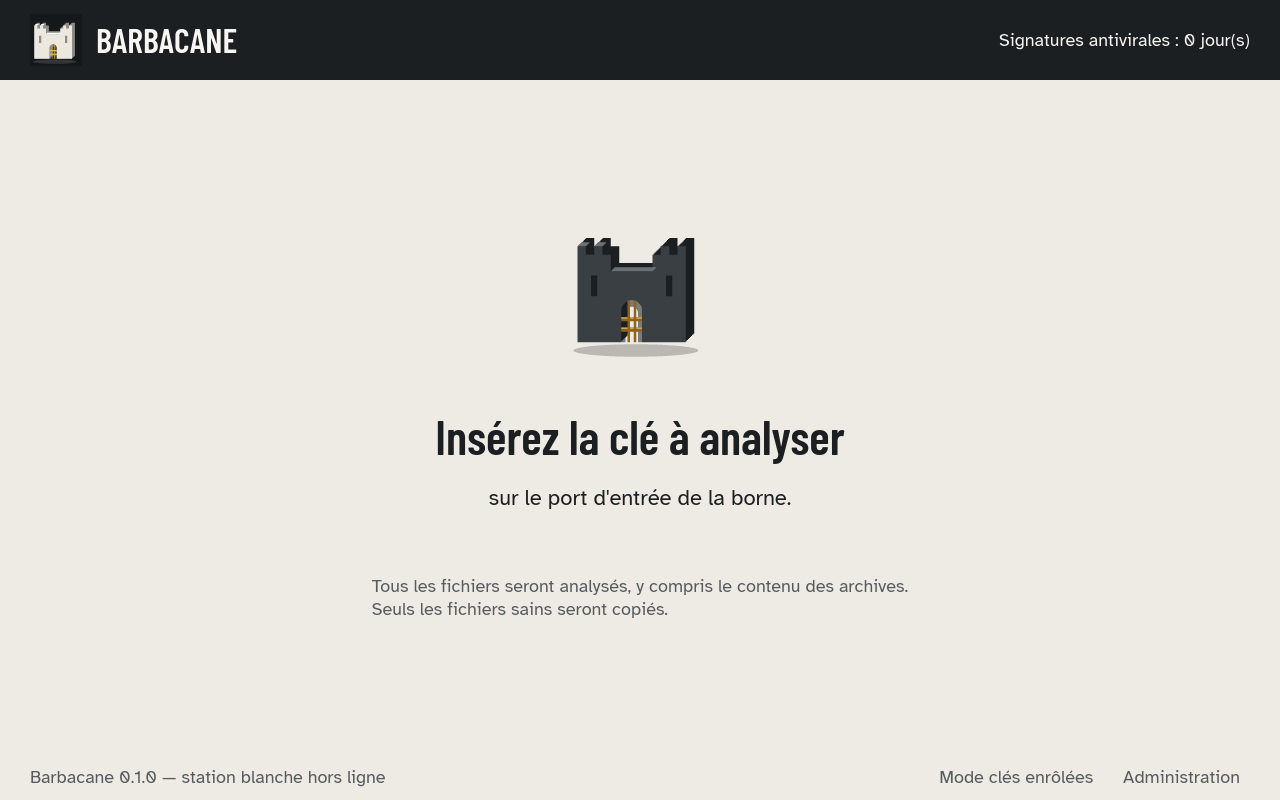 BARBACANE
Signatures antivirales : 0 jour(s)
Insérez la clé à analyser
sur le port d'entrée de la borne.
Tous les fichiers seront analysés, y compris le contenu des archives.
Seuls les fichiers sains seront copiés.
Barbacane 0.1.0 — station blanche hors ligne
Mode clés enrôlées
Administration